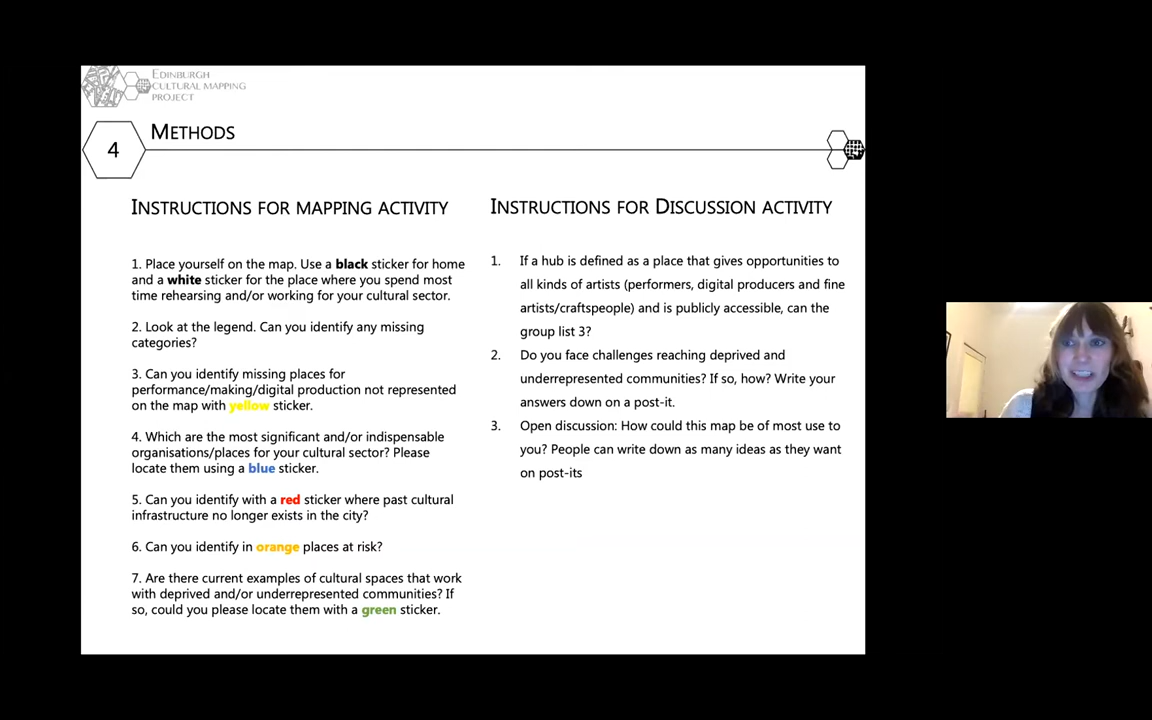 EDINBURGH
CULTURAL MAPPING
PROJECT
4
METHODS
INSTRUCTIONS FOR MAPPING ACTIVITY
1. Place yourself on the map. Use a black sticker for home
and a white sticker for the place where you spend most
time rehearsing and/or working for your cultural sector.
2. Look at the legend. Can you identify any missing
categories?
3. Can you identify missing places for
performance/making/digital production not represented
on the map with yellow sticker.
4. Which are the most significant and/or indispensable
organisations/places for your cultural sector? Please
locate them using a blue sticker.
5. Can you identify with a red sticker where past cultural
infrastructure no longer exists in the city?
6. Can you identify in orange places at risk?
7. Are there current examples of cultural spaces that work
with deprived and/or underrepresented communities? If
so, could you please locate them with a green sticker.
INSTRUCTIONS FOR DISCUSSION ACTIVITY
1. If a hub is defined as a place that gives opportunities to
all kinds of artists (performers, digital producers and fine
artists/craftspeople) and is publicly accessible, can the
group list 3?
2. Do you face challenges reaching deprived and
underrepresented communities? If so, how? Write your
answers down on a post-it.
3. Open discussion: How could this map be of most use to
you? People can write down as many ideas as they want
on post-its